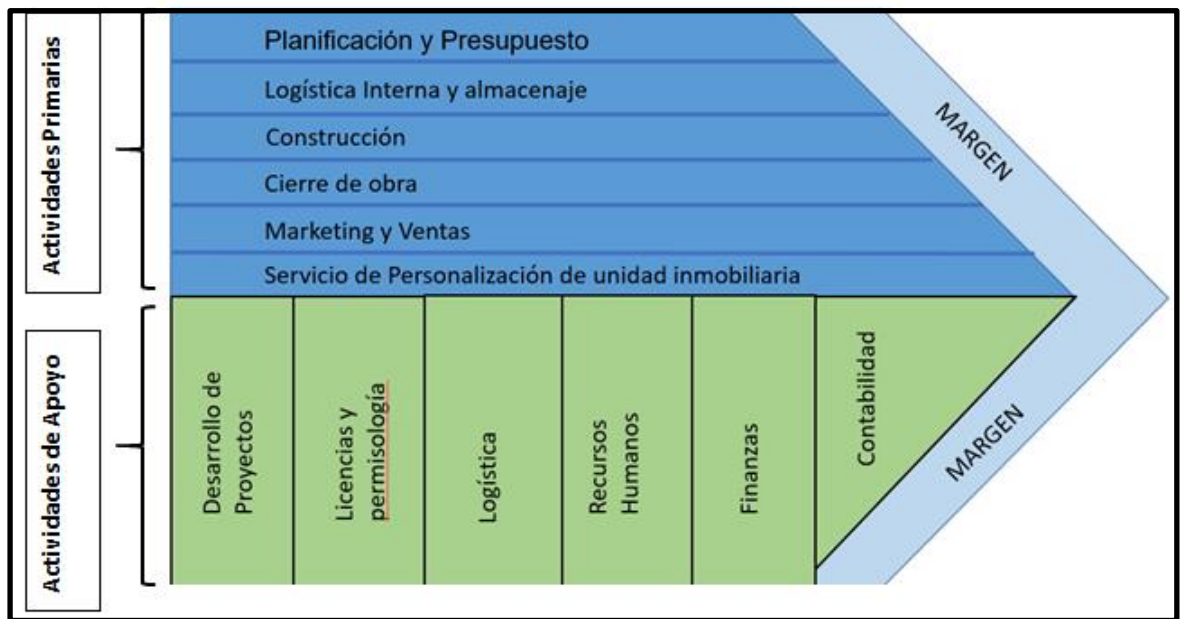 Actividades Primarias
Planificación y Presupuesto
Logística Interna y almacenaje
Construcción
Cierre de obra
Marketing y Ventas
Servicio de Personalización de unidad inmobiliaria
MARGEN
Actividades de Apoyo
Desarrollo de
Proyectos
Licencias y
permisología
Logística
Recursos
Humanos
Finanzas
Contabilidad
MARGEN